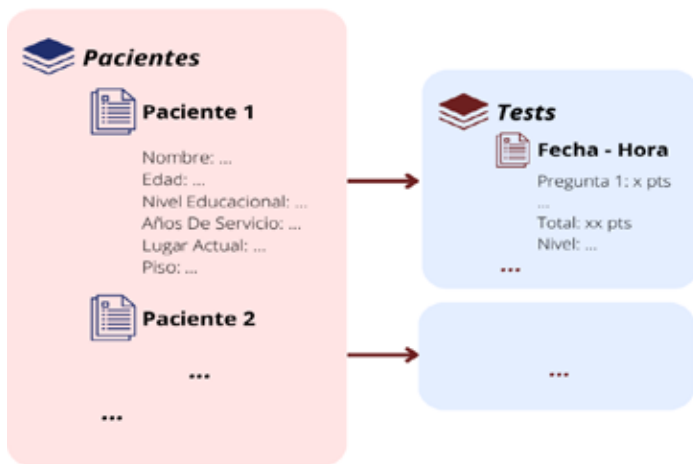 Pacientes
Paciente 1
Nombre: ...
Edad: ...
Nivel Educacional: ...
Años De Servicio: ...
Lugar Actual: ...
Piso: ...
Paciente 2
...
...
Tests
Fecha - Hora
Pregunta 1: x pts
...
Total: xx pts
Nivel: ...
...
...